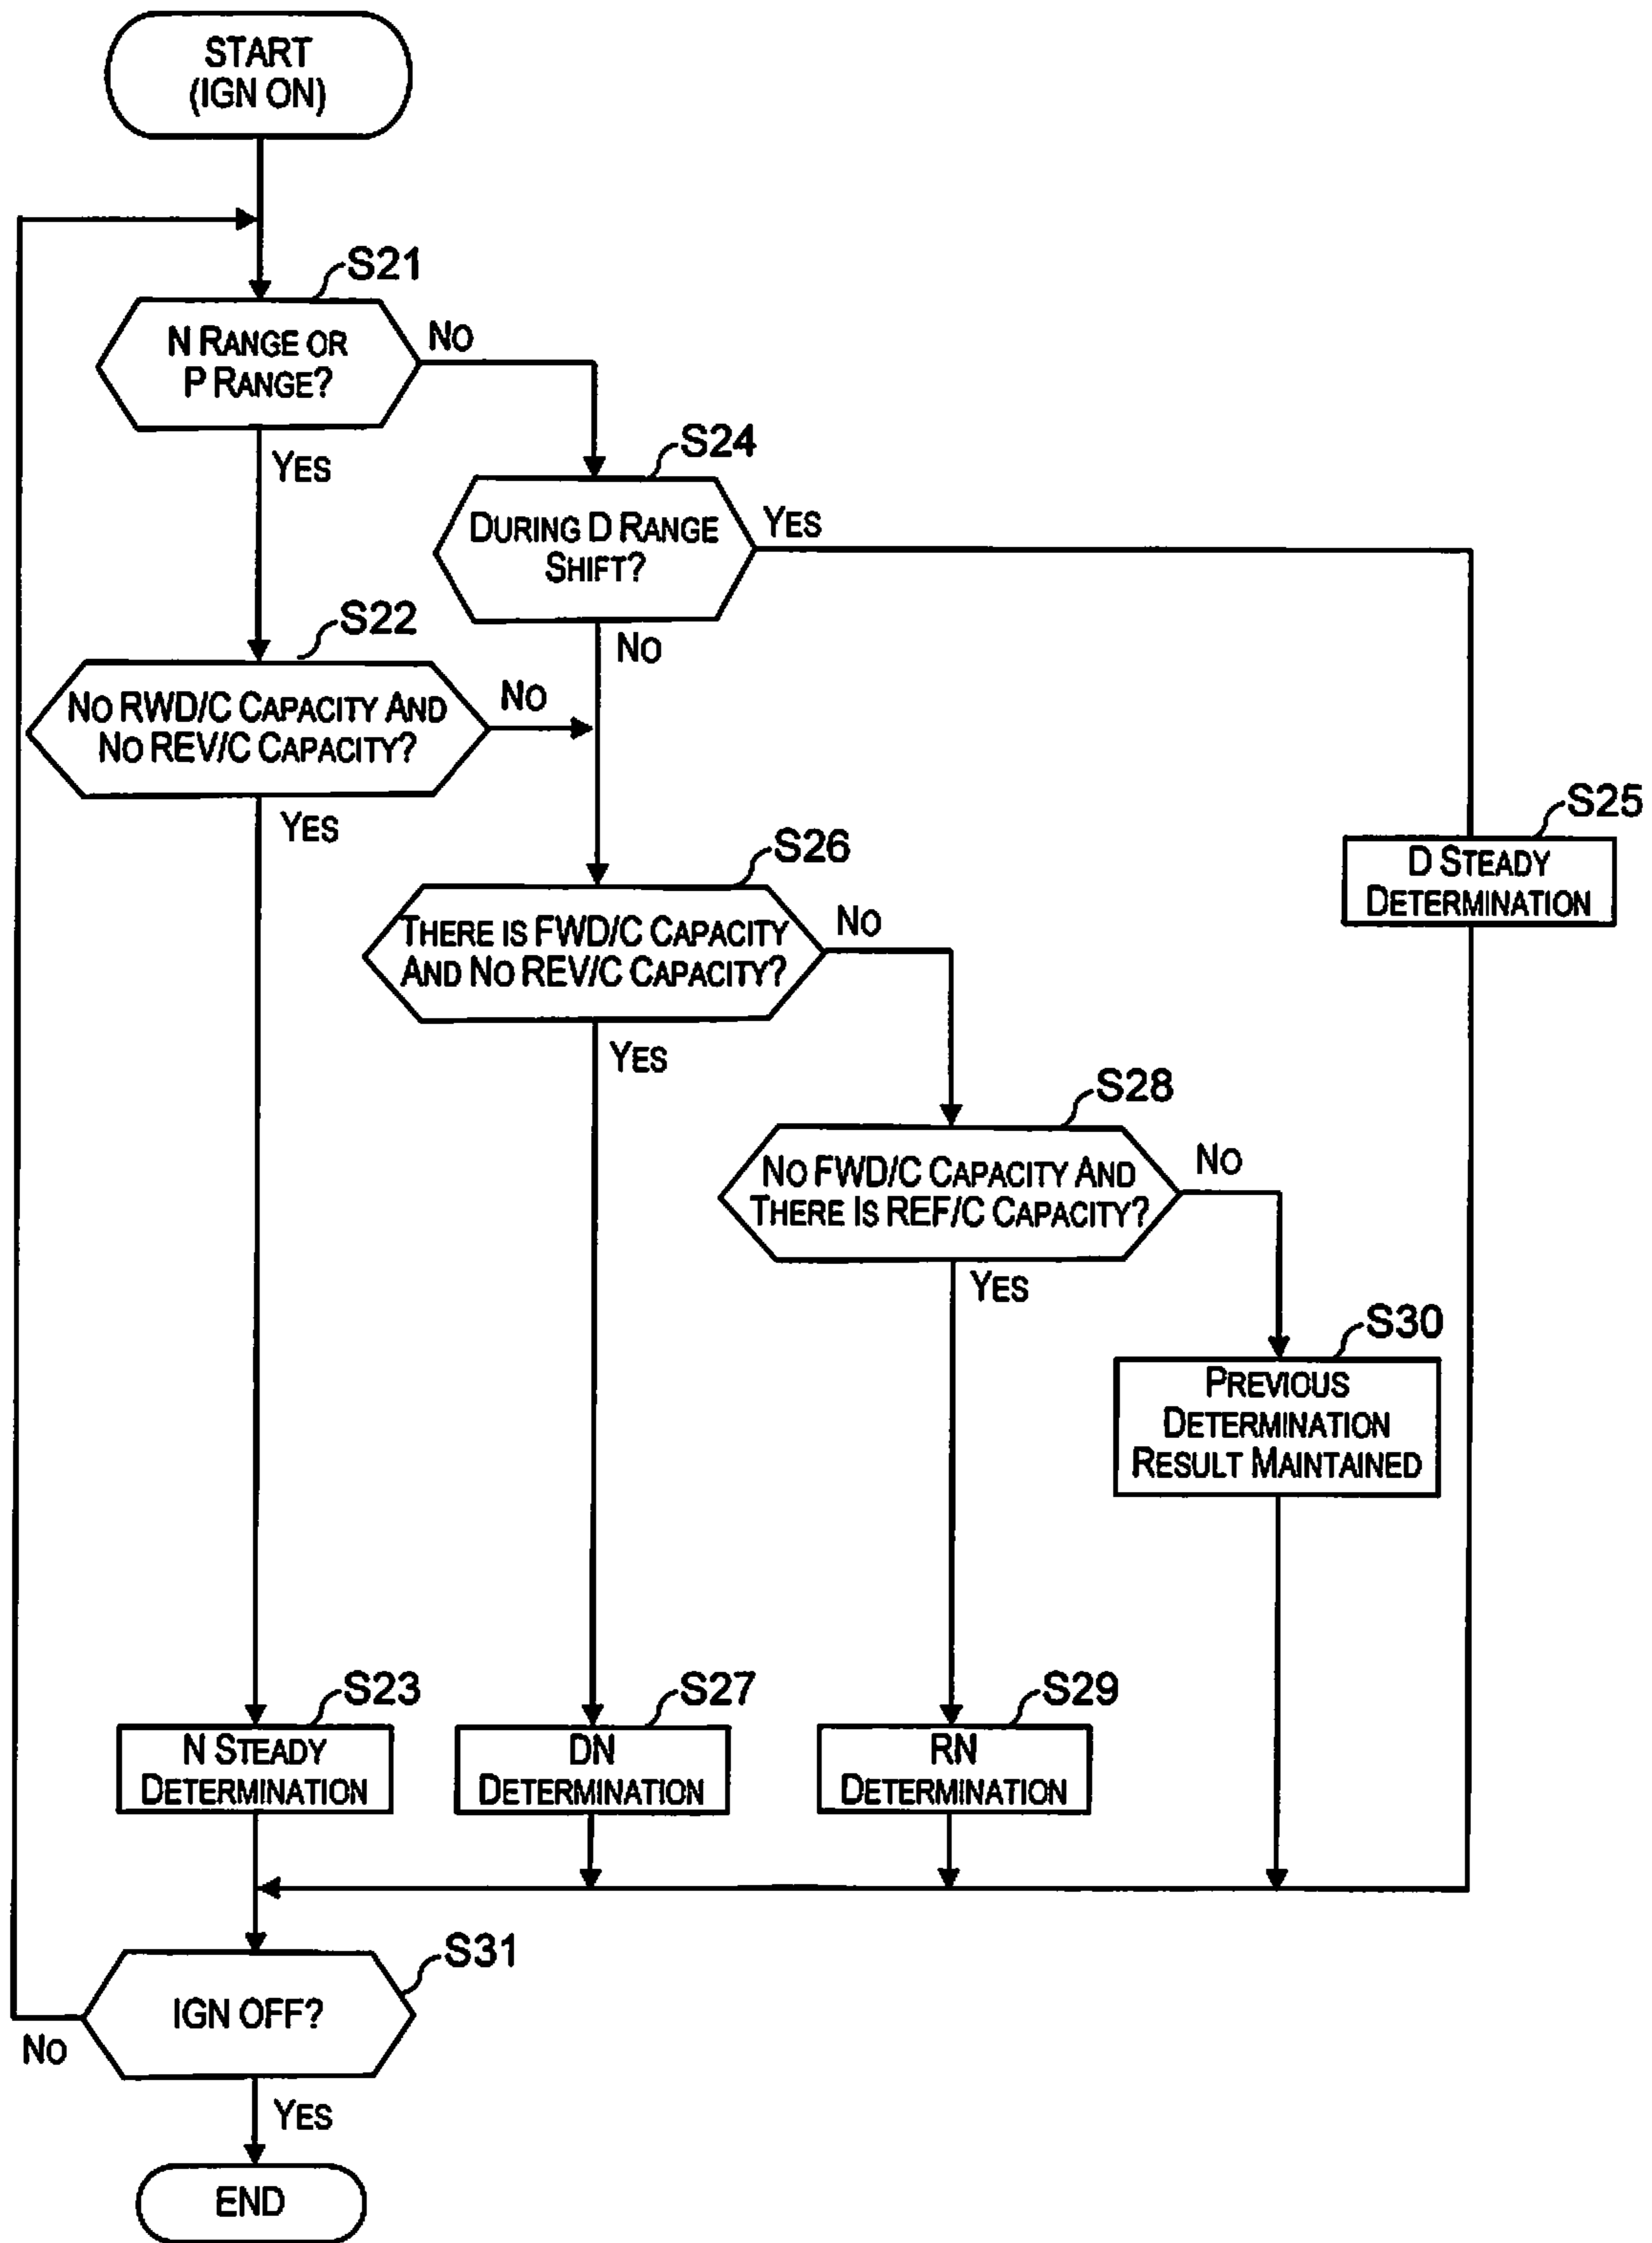 START
(IGN ON)
S21
N RANGE OR
P RANGE?
NO
YES
S24
DURING D RANGE
SHIFT?
YES
NO
S22
NO RWD/C CAPACITY AND
NO REV/C CAPACITY?
NO
YES
S25
D STEADY
DETERMINATION
S26
THERE IS FWD/C CAPACITY
AND NO REV/C CAPACITY?
NO
YES
S28
NO FWD/C CAPACITY AND
THERE IS REF/C CAPACITY?
NO
YES
S30
PREVIOUS
DETERMINATION
RESULT MAINTAINED
S23
N STEADY
DETERMINATION
S27
DN
DETERMINATION
S29
RN
DETERMINATION
S31
IGN OFF?
NO
YES
END